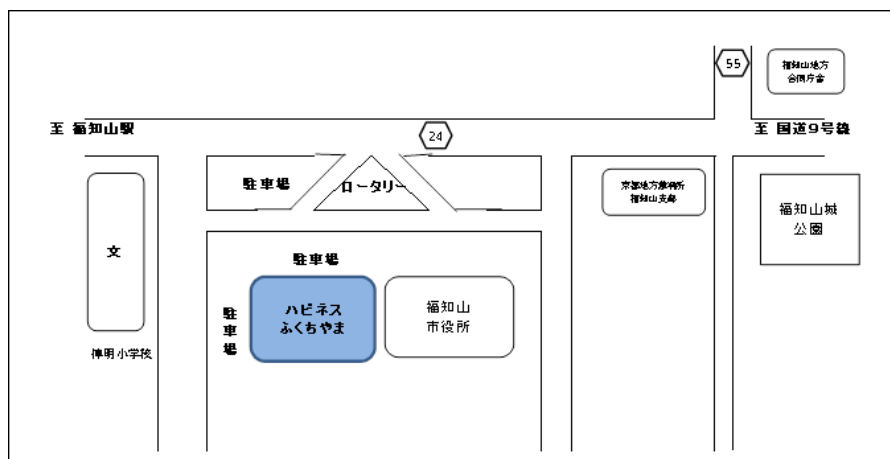 55
福知山地方
合同庁舎
至 福知山駅
24
至 国道9号線
駐車場
ロータリー
京都地方裁判所
福知山支部
文
福知山城
公園
駐車場
駐車場
ハピネス
ふくちやま
福知山
市役所
惇明小学校